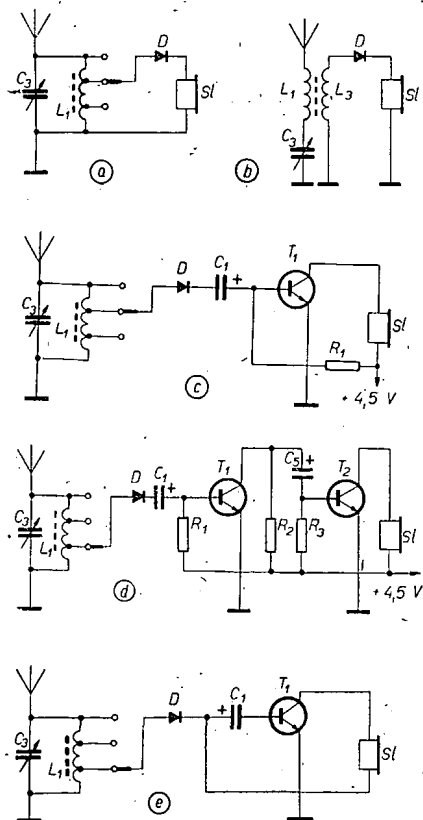 D
C3
L1
Sl
a
D
L1
L3
C3
Sl
b
T1
D
C1
+
C3
L1
Sl
R1
c
+ 4,5 V
T1
C5
+
T2
D
C1
+
C3
L1
R1
R2
R3
Sl
d
+ 4,5 V
T1
D
+
C1
C3
L1
Sl
e